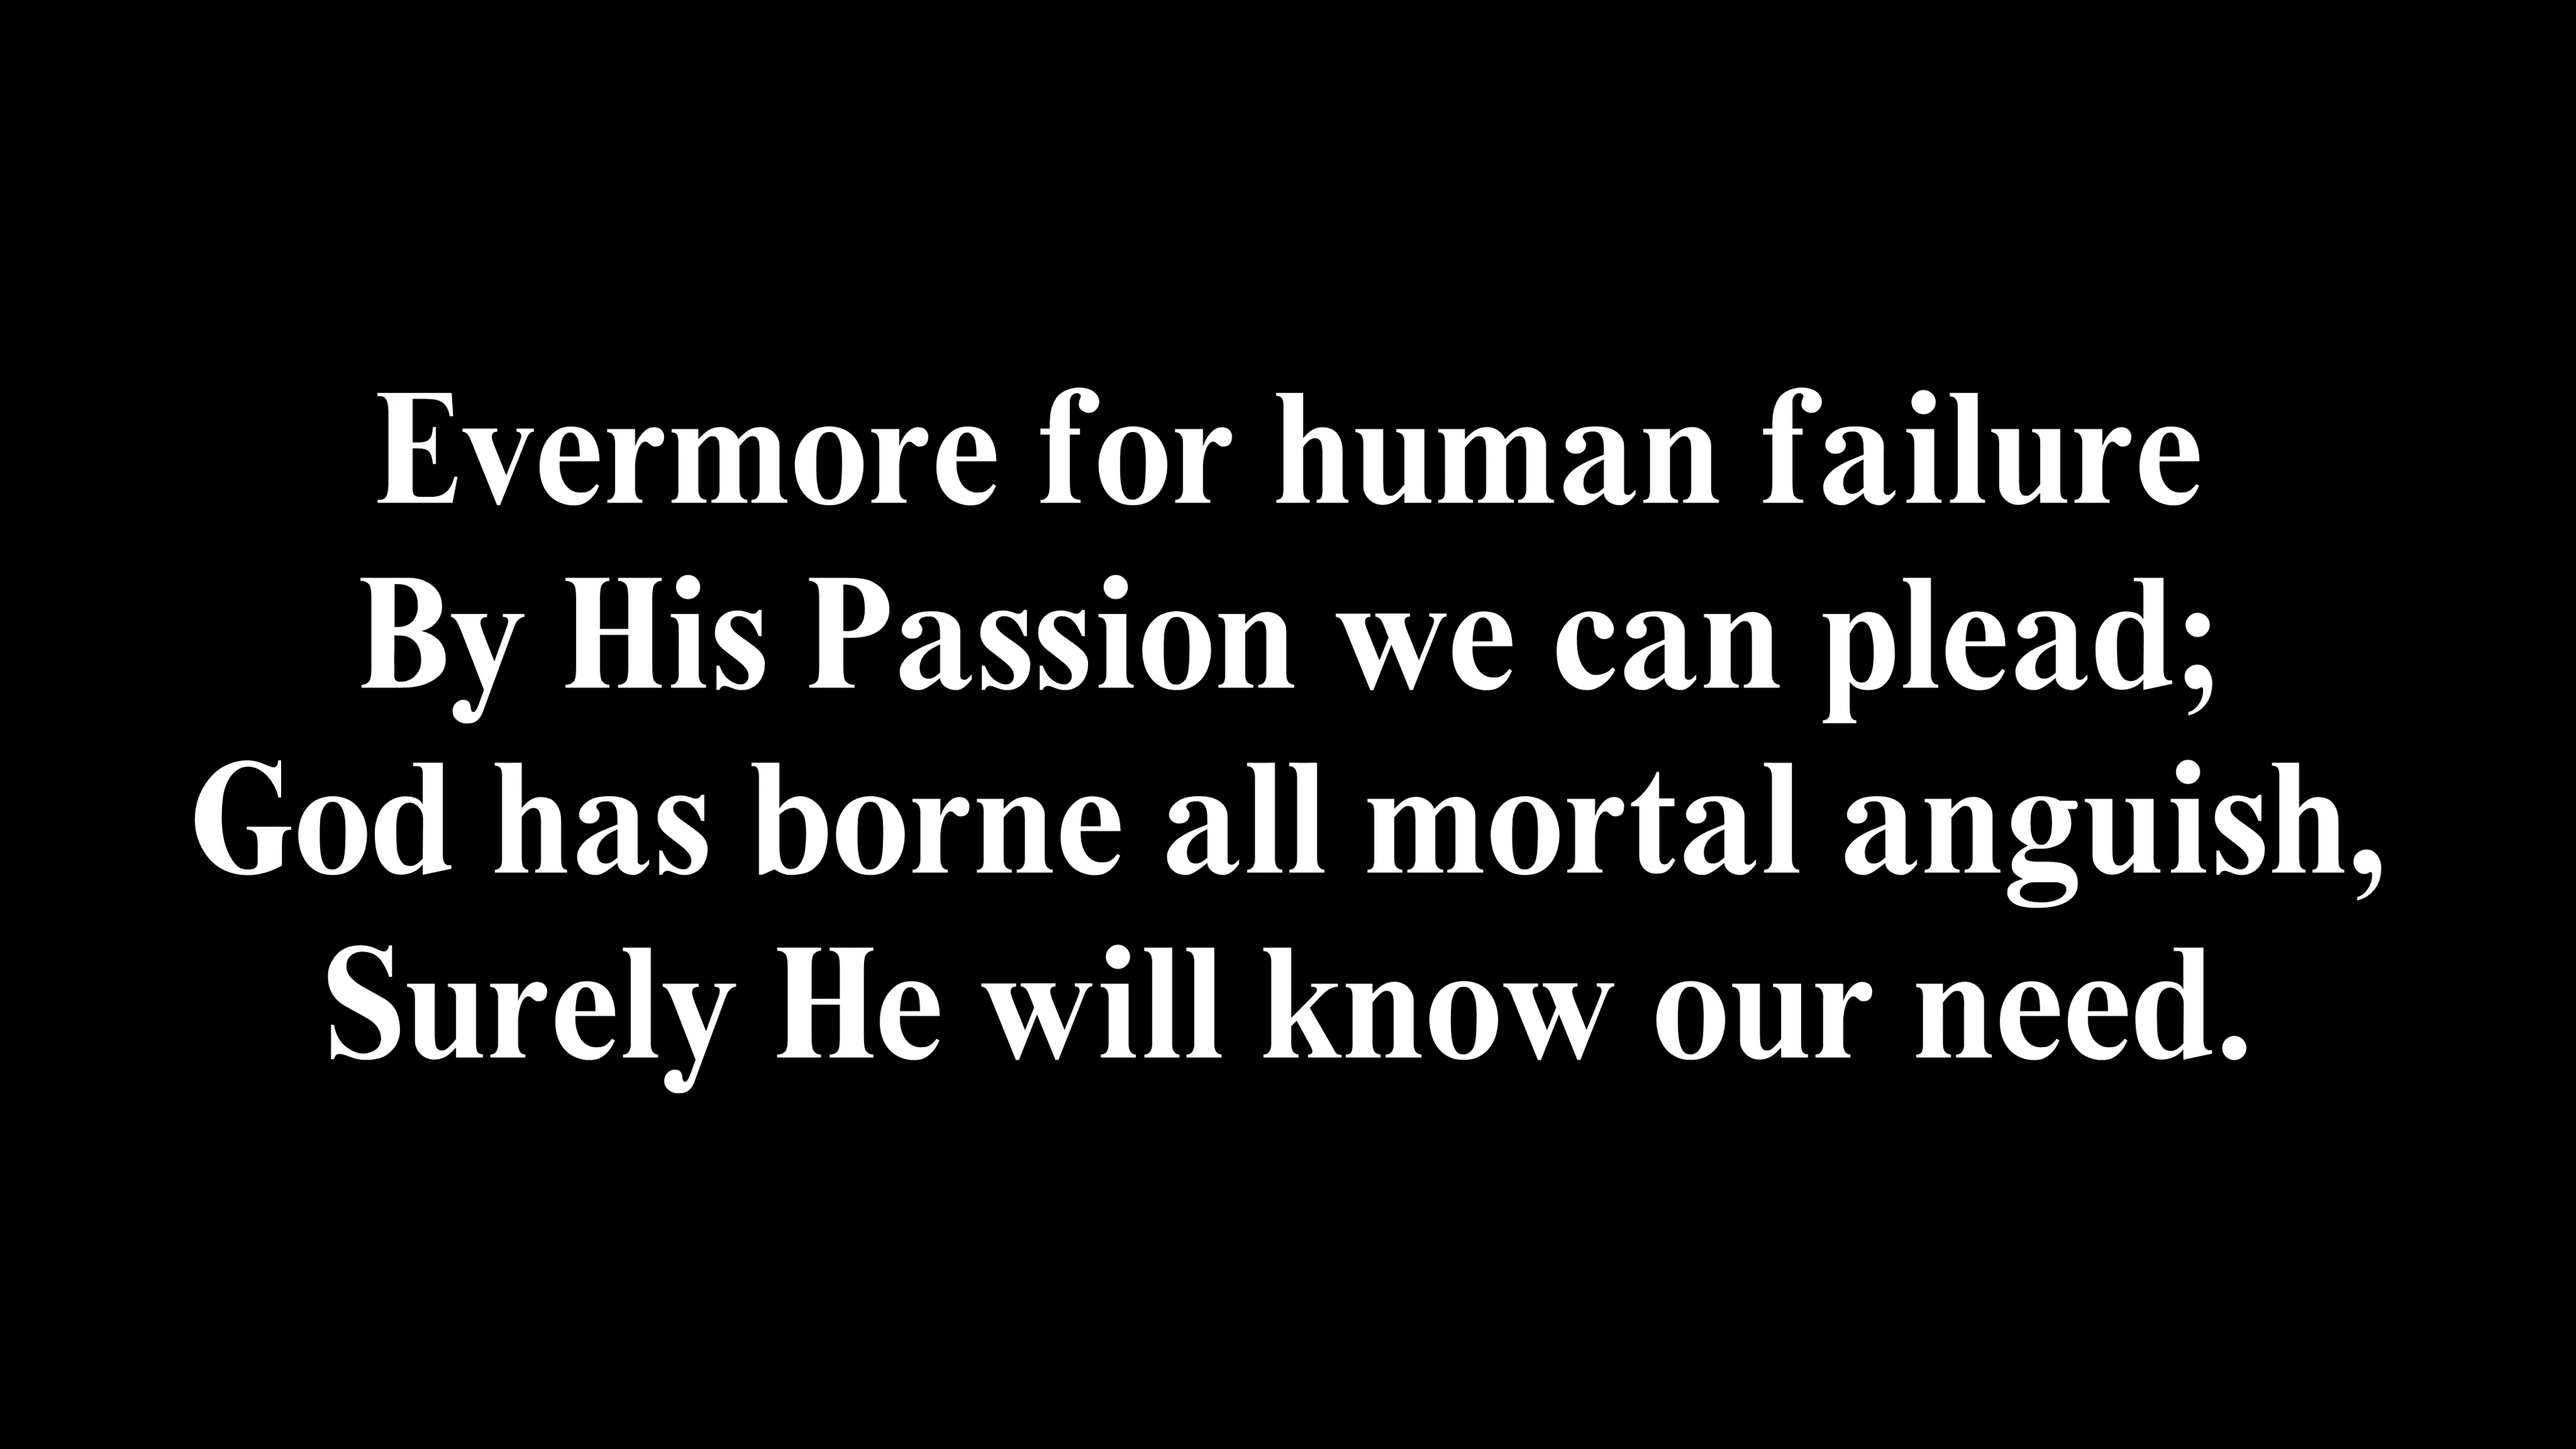 Evermore for human failure
By His Passion we can plead;
God has borne all mortal anguish,
Surely He will know our need.